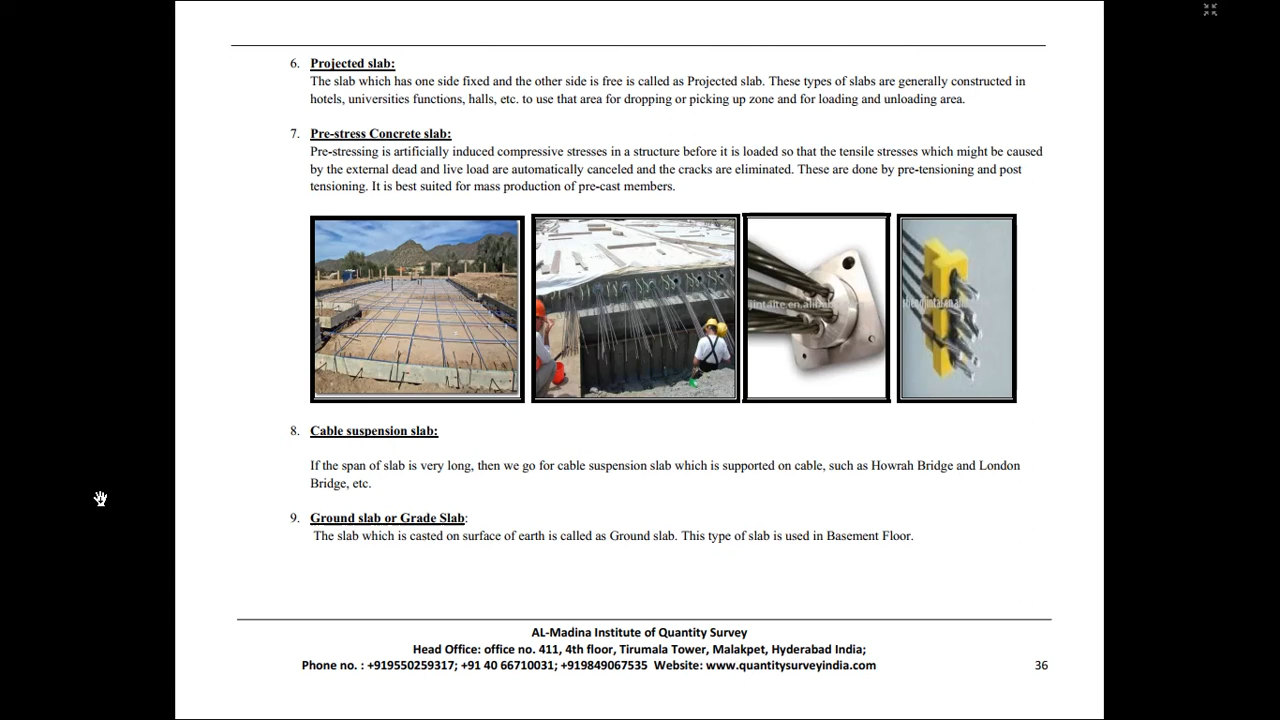 6. Projected slab:
The slab which has one side fixed and the other side is free is called as Projected slab. These types of slabs are generally constructed in
hotels, universities functions, halls, etc. to use that area for dropping or picking up zone and for loading and unloading area.
7. Pre-stress Concrete slab:
Pre-stressing is artificially induced compressive stresses in a structure before it is loaded so that the tensile stresses which might be caused
by the external dead and live load are automatically canceled and the cracks are eliminated. These are done by pre-tensioning and post
tensioning. It is best suited for mass production of pre-cast members.
8. Cable suspension slab:
If the span of slab is very long, then we go for cable suspension slab which is supported on cable, such as Howrah Bridge and London
Bridge, etc.
9. Ground slab or Grade Slab:
The slab which is casted on surface of earth is called as Ground slab. This type of slab is used in Basement Floor.
AL-Madina Institute of Quantity Survey
Head Office: office no. 411, 4th floor, Tirumala Tower, Malakpet, Hyderabad India;
Phone no. : +919550259317; +91 40 66710031; +919849067535 Website: www.quantitysurveyindia.com
36